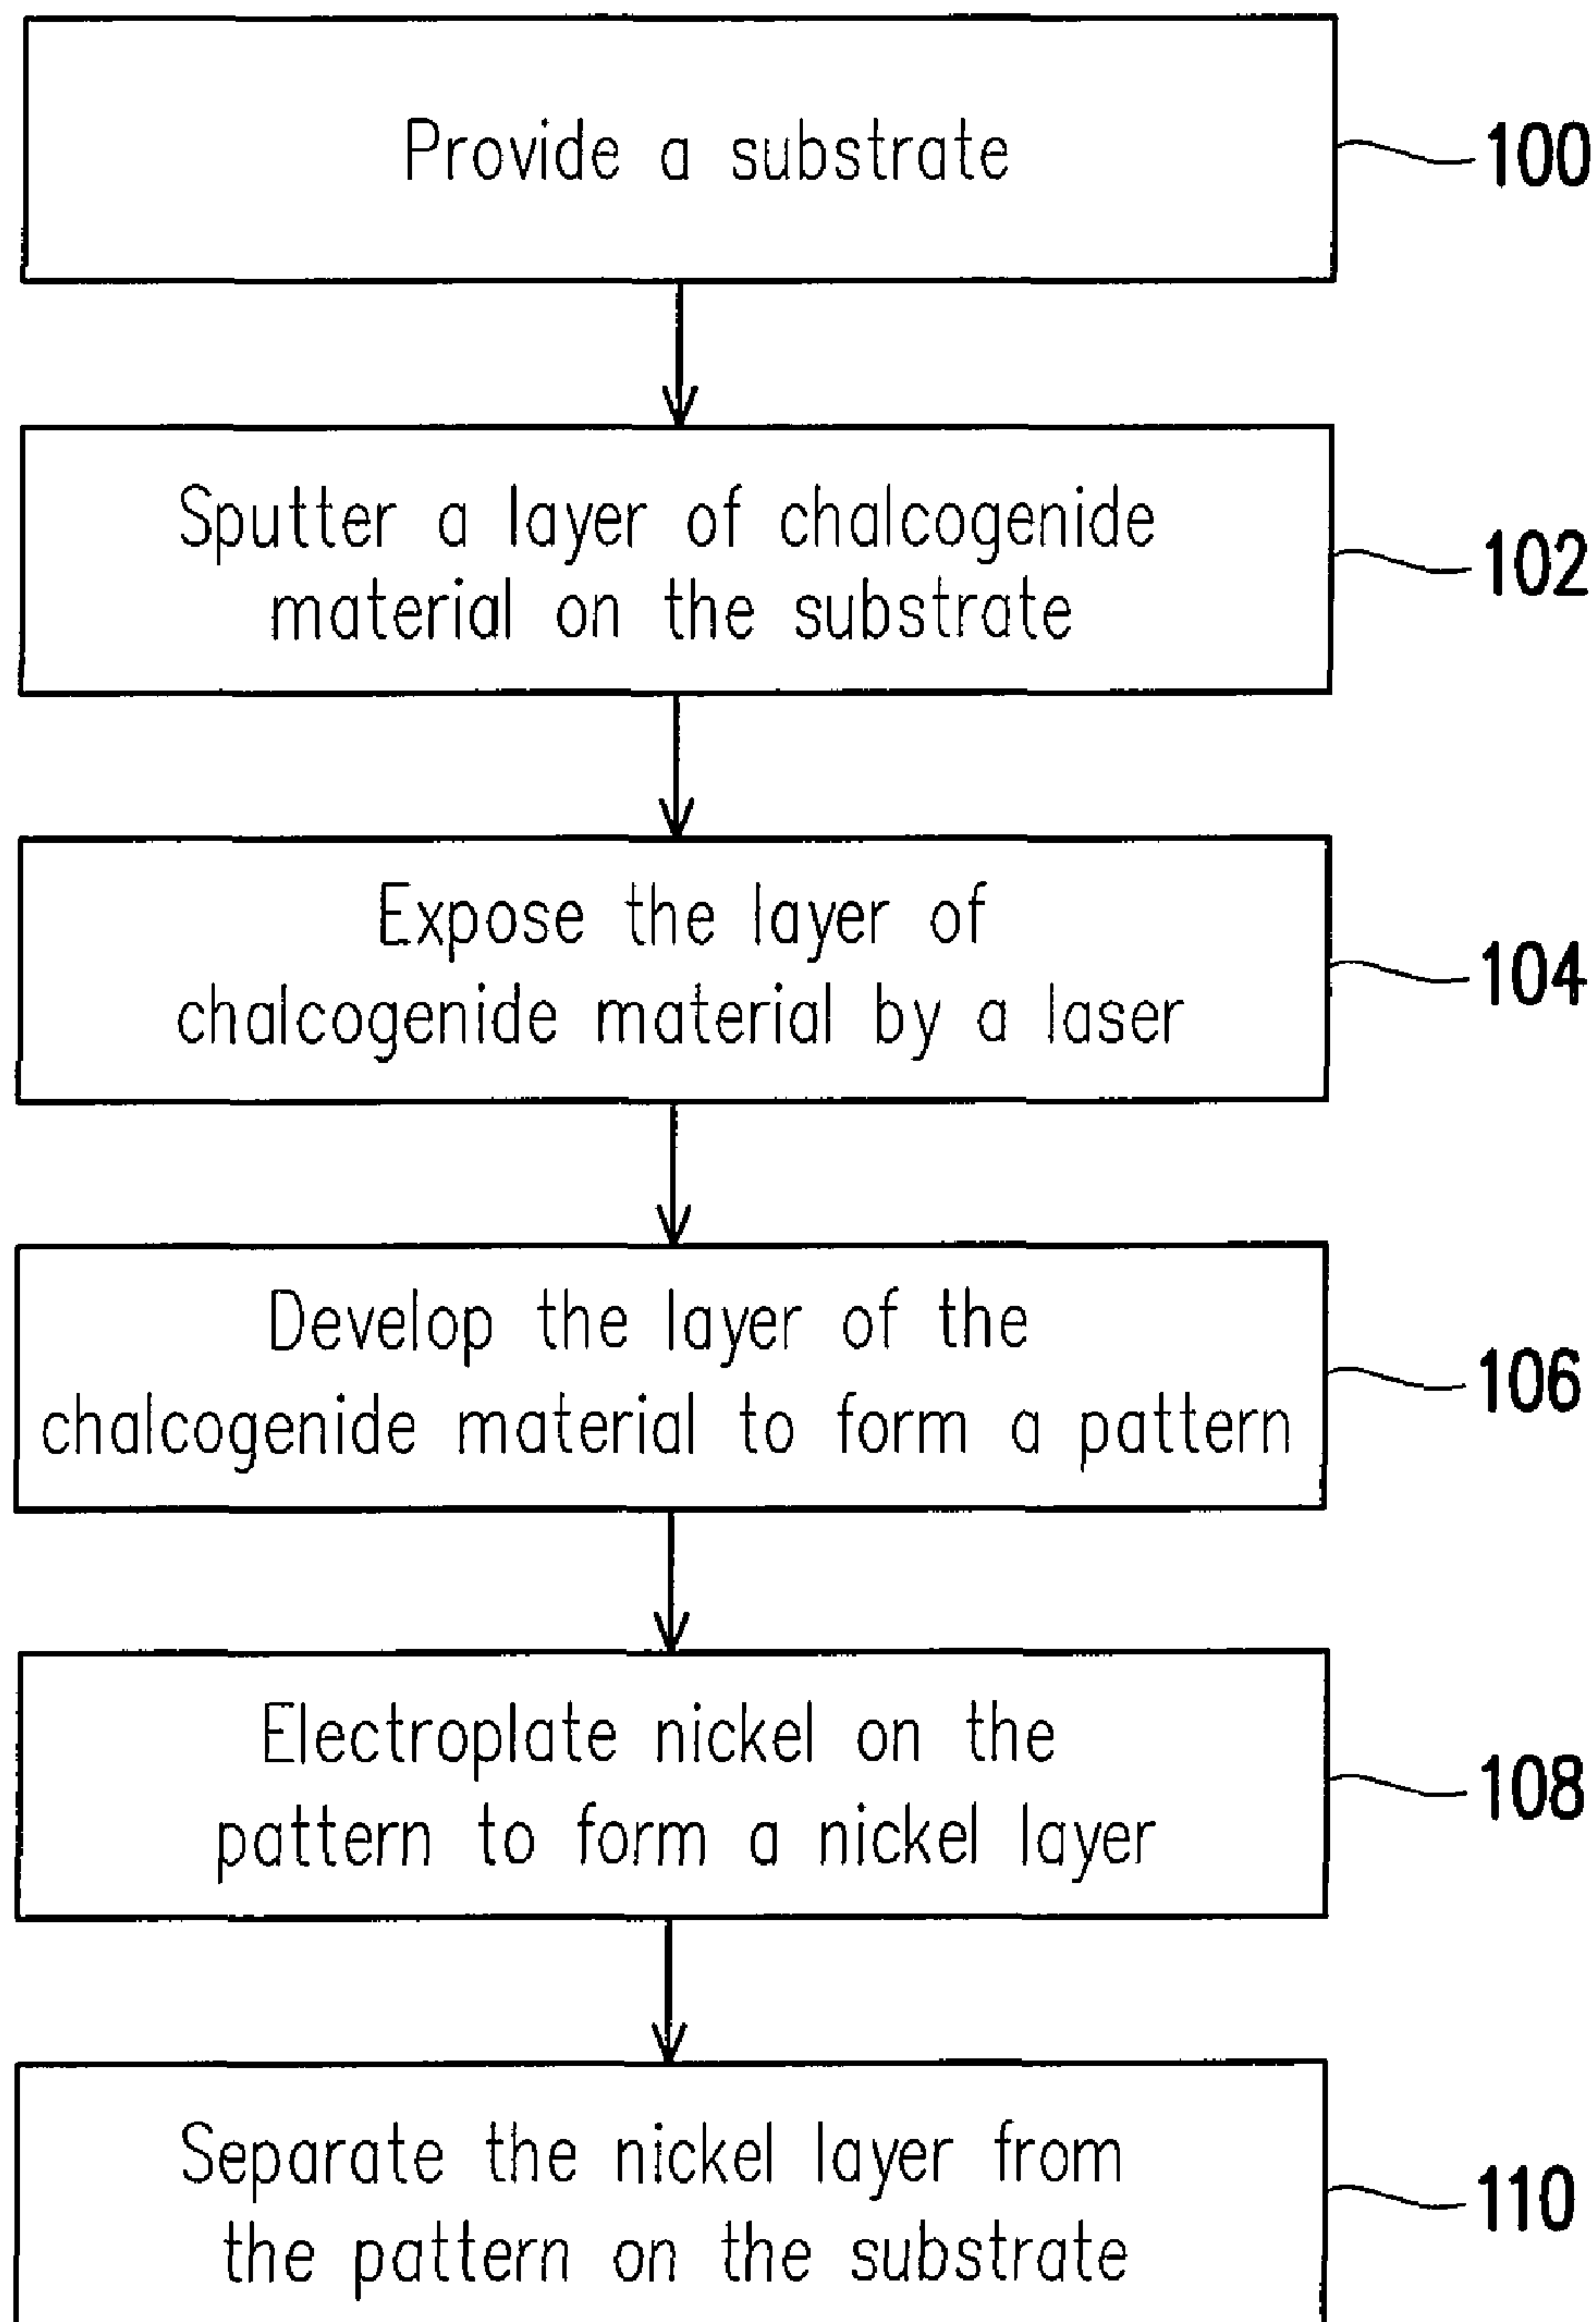 Provide a substrate
100
Sputter a layer of chalcogenide
material on the substrate
102
Expose the layer of
chalcogenide material by a laser
104
Develop the layer of the
chalcogenide material to form a pattern
106
Electroplate nickel on the
pattern to form a nickel layer
108
Separate the nickel layer from
the pattern on the substrate
110